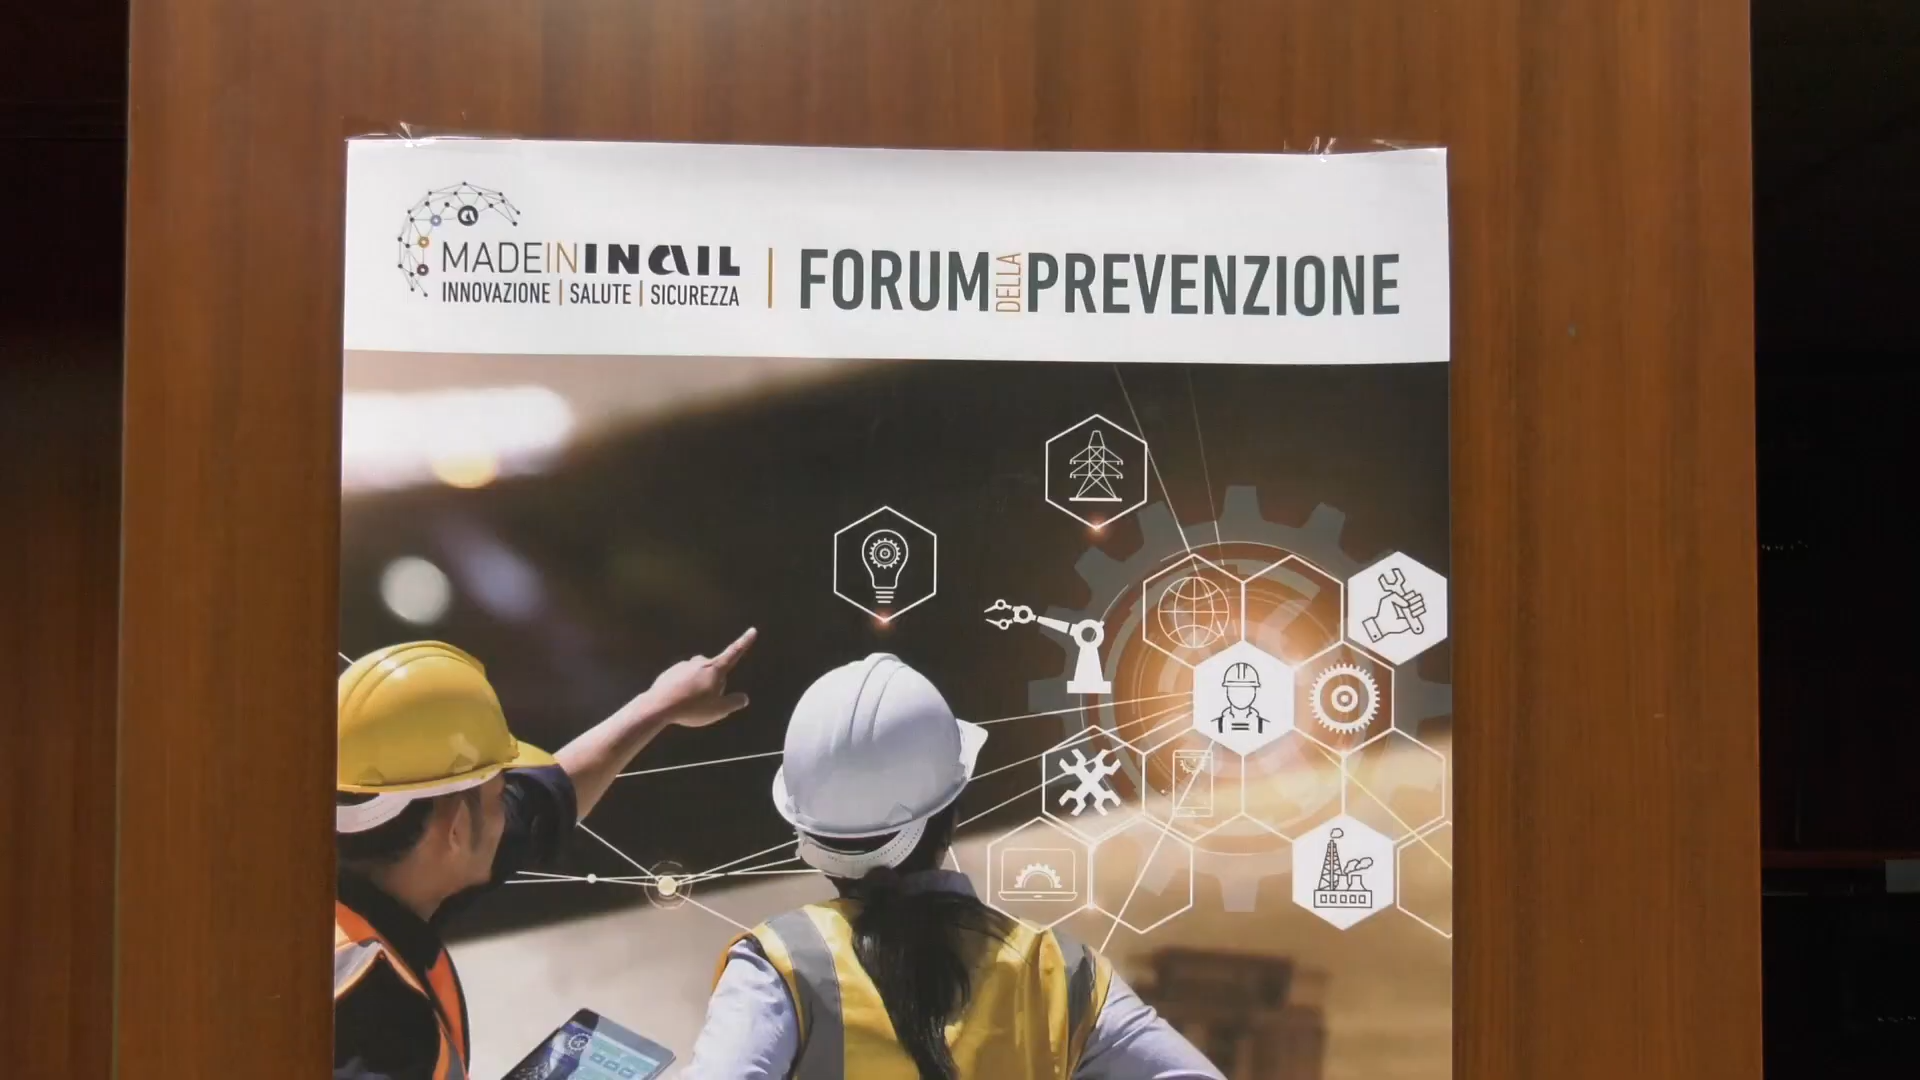 MADEININAIL
INNOVAZIONE | SALUTE | SICUREZZA
FORUM DELLA PREVENZIONE